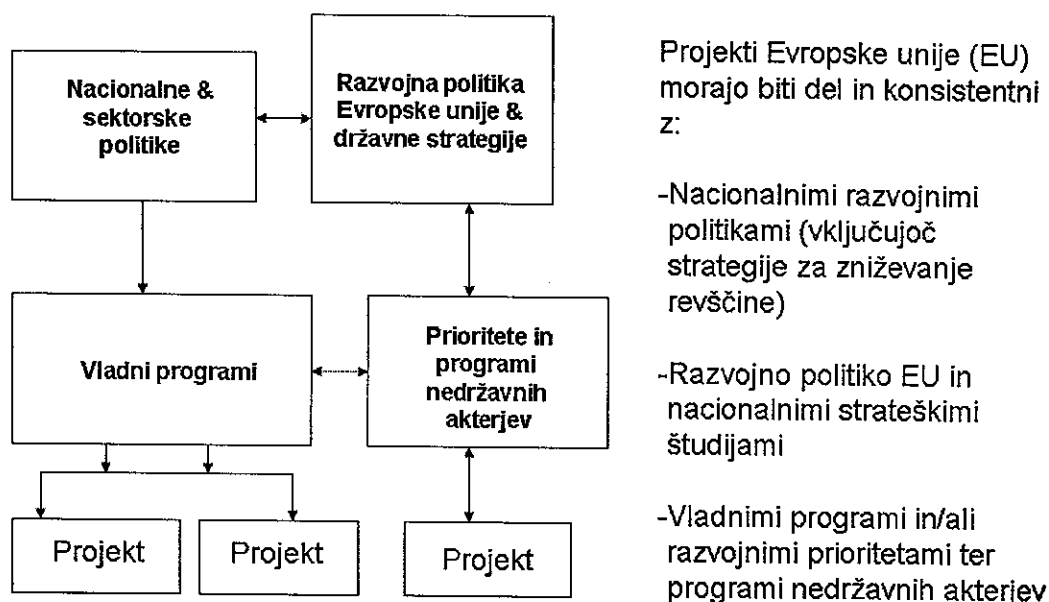 Nacionalne &
sektorske
politike
Razvojna politika
Evropske unije &
državne strategije
Vladni programi
Prioritete in
programi
nedržavnih
akterjev
Projekt
Projekt
Projekt
Projekti Evropske unije (EU)
morajo biti del in konsistentni
z:
-Nacionalnimi razvojnimi
politikami (vključujoč
strategije za zniževanje
revščine)
-Razvojno politiko EU in
nacionalnimi strateškimi
študijami
-Vladnimi programi in/ali
razvojnimi prioritetami ter
programi nedržavnih akterjev